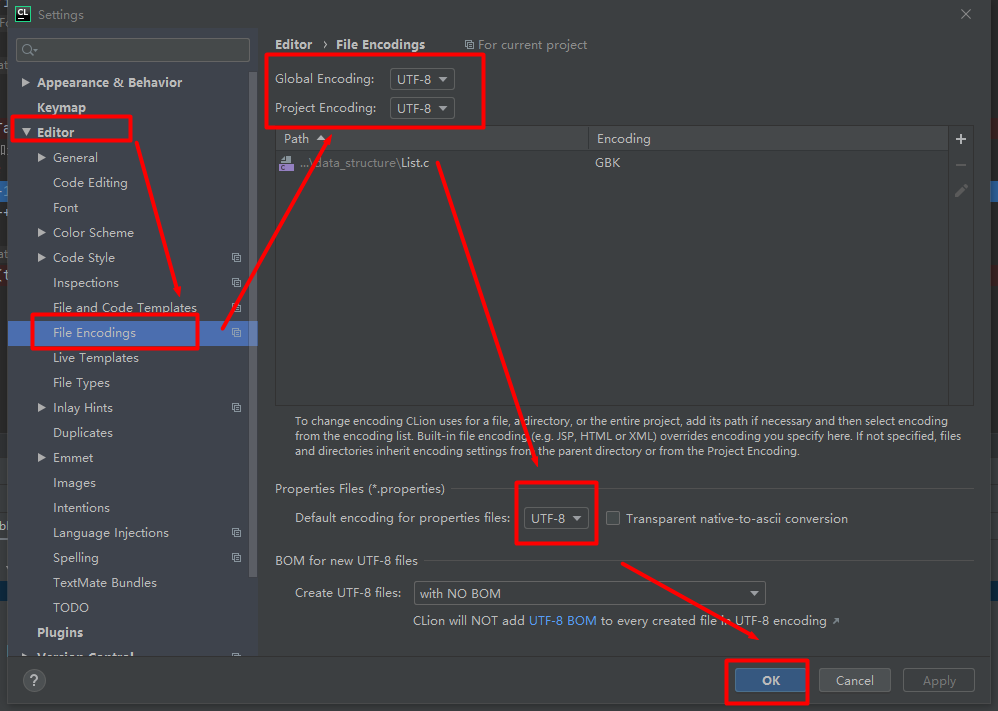 CL Settings
Editor › File Encodings For current project
Appearance & Behavior
Keymap
Editor
General
Code Editing
Font
Color Scheme
Code Style
Inspections
File and Code Templates
File Encodings
Live Templates
File Types
Inlay Hints
Duplicates
Emmet
Images
Intentions
Language Injections
Spelling
TextMate Bundles
TODO
Plugins
Version Control
Global Encoding: UTF-8
Project Encoding: UTF-8
Path Encoding
...\data_structure\List.c GBK
To change encoding CLion uses for a file, a directory, or the entire project, add its path if necessary and then select encoding
from the encoding list. Built-in file encoding (e.g. JSP, HTML or XML) overrides encoding you specify here. If not specified, files
and directories inherit encoding settings from the parent directory or from the Project Encoding.
Properties Files (*.properties)
Default encoding for properties files: UTF-8 Transparent native-to-ascii conversion
BOM for new UTF-8 files
Create UTF-8 files: with NO BOM
CLion will NOT add UTF-8 BOM to every created file in UTF-8 encoding ↗
? OK Cancel Apply